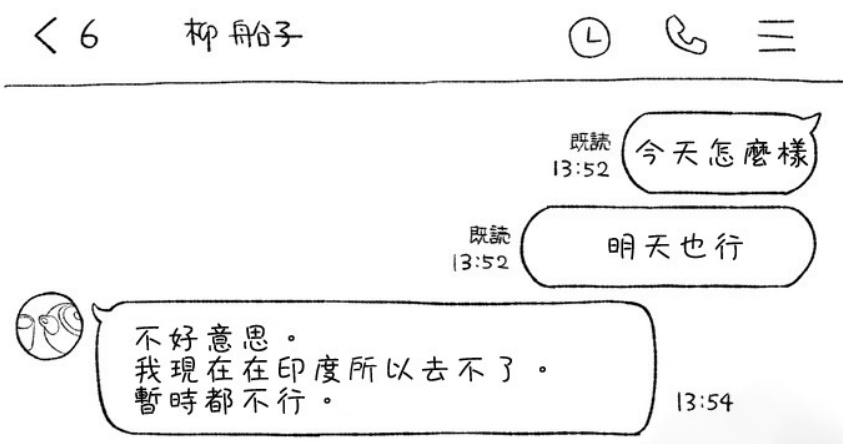 < 6 柳 船子
既読
13:52
今天怎麼樣
既読
13:52
明天也行
不好意思。
我現在在印度所以去不了。
暫時都不行。
13:54